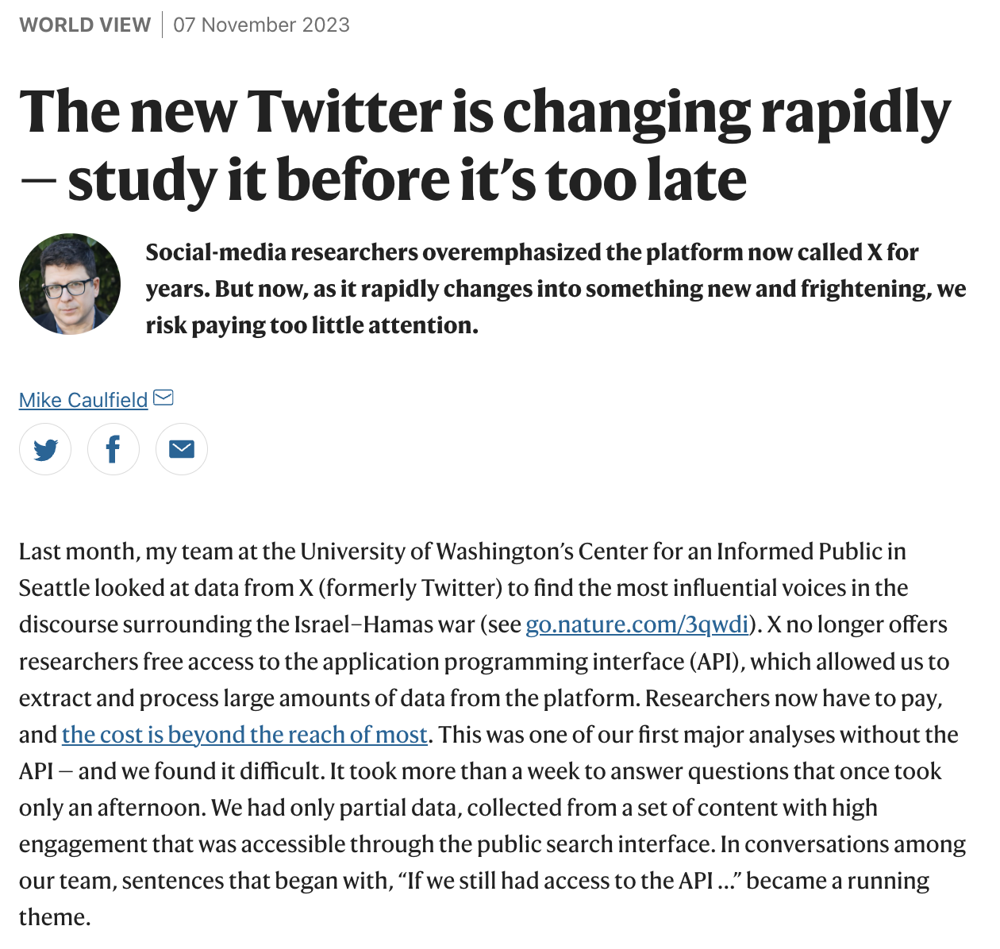 WORLD VIEW | 07 November 2023
The new Twitter is changing rapidly
— study it before it’s too late
Social-media researchers overemphasized the platform now called X for
years. But now, as it rapidly changes into something new and frightening, we
risk paying too little attention.
Mike Caulfield
Last month, my team at the University of Washington’s Center for an Informed Public in
Seattle looked at data from X (formerly Twitter) to find the most influential voices in the
discourse surrounding the Israel–Hamas war (see go.nature.com/3qwdi). X no longer offers
researchers free access to the application programming interface (API), which allowed us to
extract and process large amounts of data from the platform. Researchers now have to pay,
and the cost is beyond the reach of most. This was one of our first major analyses without the
API — and we found it difficult. It took more than a week to answer questions that once took
only an afternoon. We had only partial data, collected from a set of content with high
engagement that was accessible through the public search interface. In conversations among
our team, sentences that began with, “If we still had access to the API …” became a running
theme.